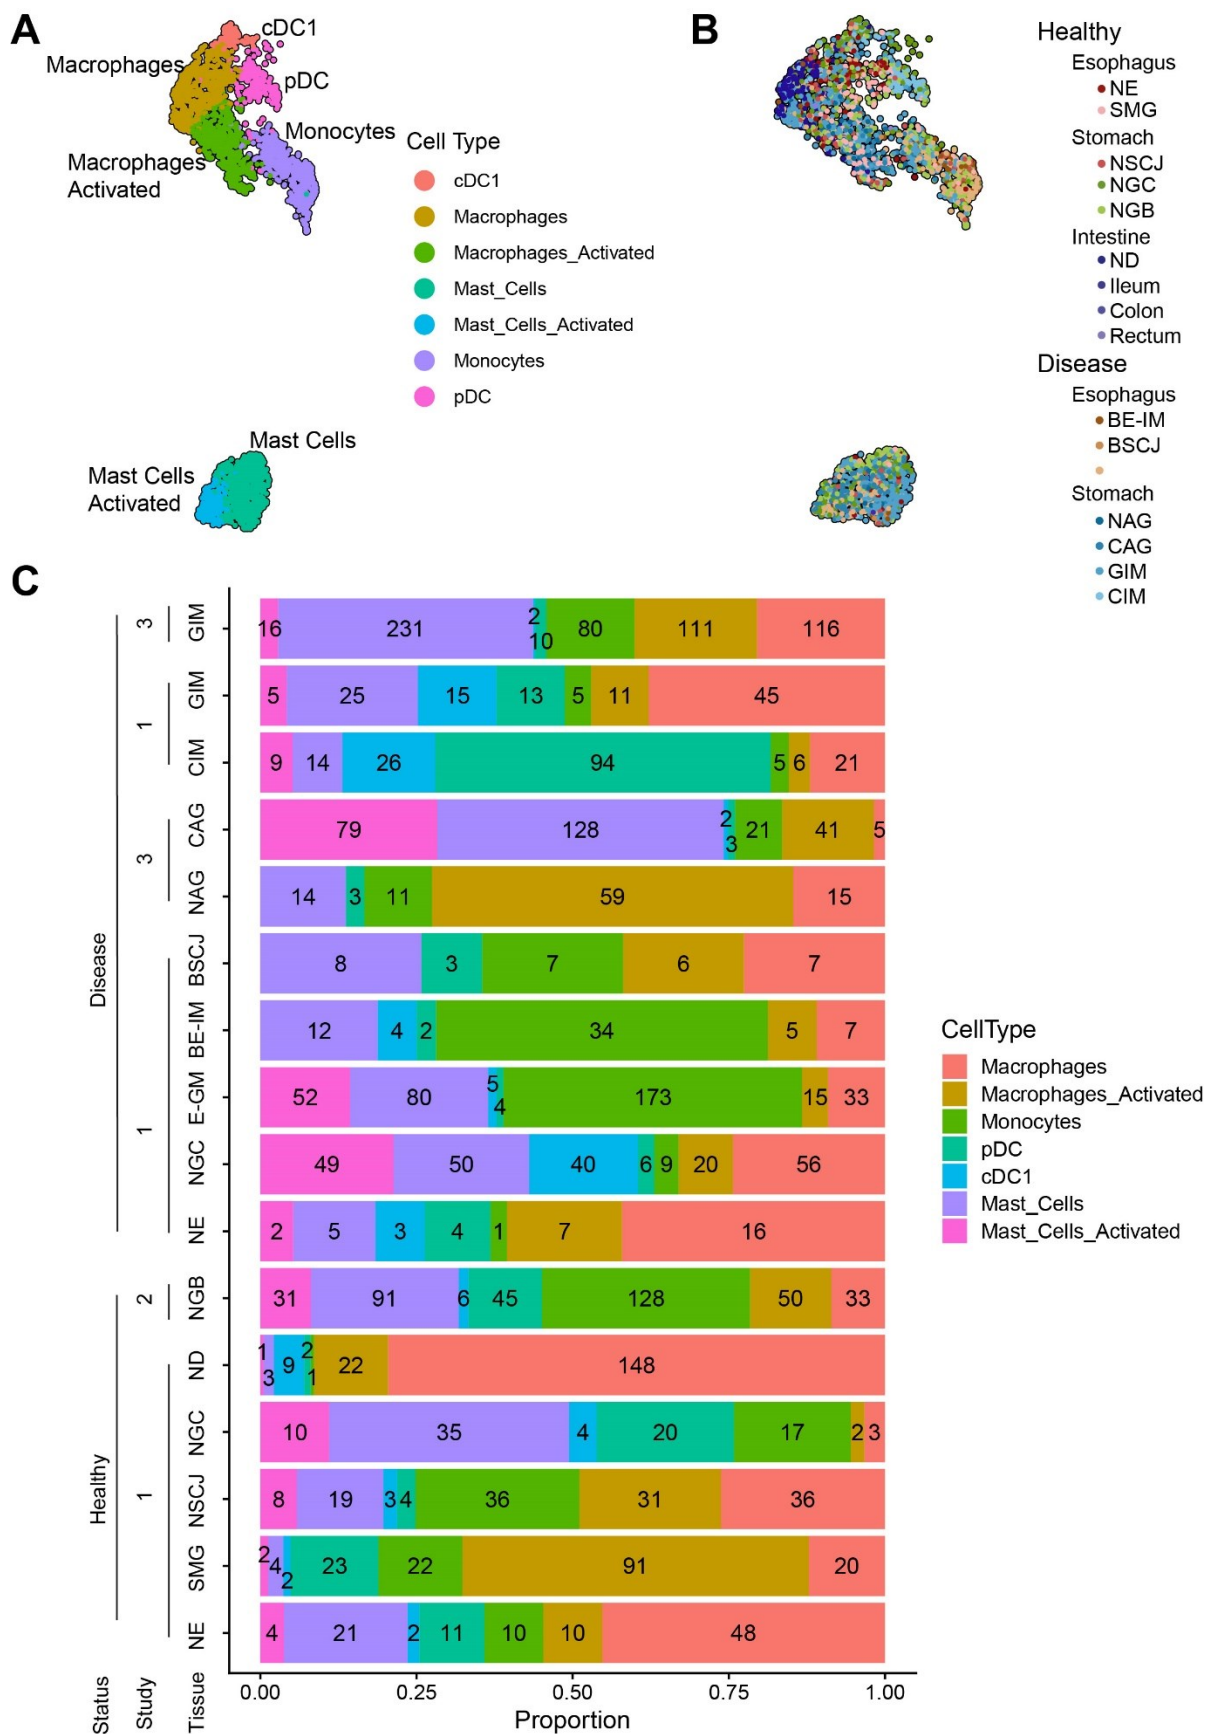 A
cDC1
Macrophages
pDC
Monocytes
Macrophages
Activated
Cell Type
cDC1
Macrophages
Macrophages_Activated
Mast_Cells
Mast_Cells_Activated
Monocytes
pDC
Mast Cells
Mast Cells
Activated
B
Healthy
Esophagus
NE
SMG
Stomach
NSCJ
NGC
NGB
Intestine
ND
Ileum
Colon
Rectum
Disease
Esophagus
BE-IM
BSCJ
Stomach
NAG
CAG
GIM
CIM
C
Disease
3
GIM
16 231 2 10 80 111 116
1
GIM
5 25 15 13 5 11 45
CIM
9 14 26 94 5 6 21
3
CAG
79 128 2 3 21 41 5
NAG
14 3 11 59 15
1
BSCJ
8 3 7 6 7
BE-IM
12 4 2 34 5 7
E-GM
52 80 5 4 173 15 33
NGC
49 50 40 6 9 20 56
NE
2 5 3 4 1 7 16
Healthy
2
NGB
31 91 6 45 128 50 33
1
ND
1 3 9 2 1 22 148
NGC
10 35 4 20 17 2 3
NSCJ
8 19 3 4 36 31 36
SMG
2 4 2 23 22 91 20
NE
4 21 2 11 10 10 48
Status
Study
Tissue
0.00 0.25 0.50 0.75 1.00
Proportion
CellType
Macrophages
Macrophages_Activated
Monocytes
pDC
cDC1
Mast_Cells
Mast_Cells_Activated